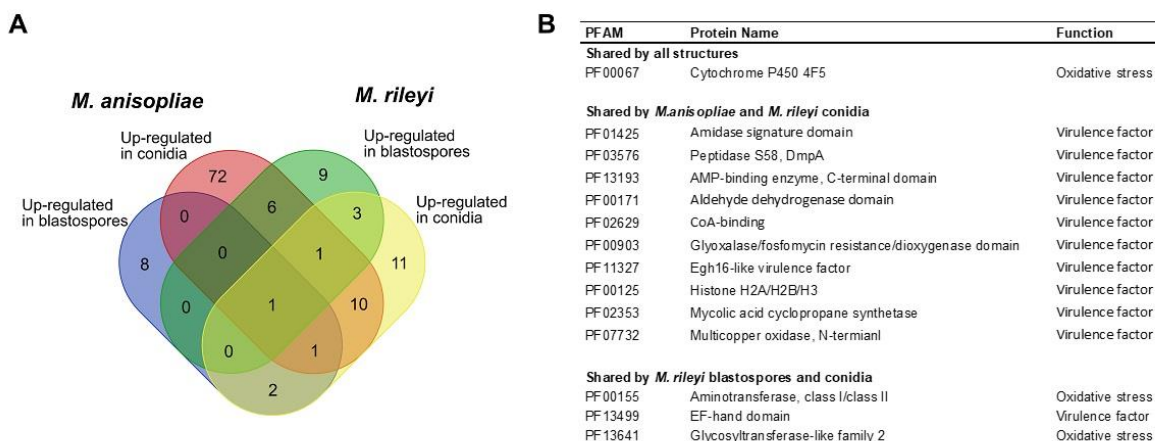 A
M. anisopliae
M. rileyi
Up-regulated
in conidia
Up-regulated
in blastospores
Up-regulated
in blastospores
Up-regulated
in conidia
72
9
0
6
3
8
0
1
11
0
1
10
0
1
2
B
PFAM Protein Name Function
Shared by all structures
PF00067 Cytochrome P450 4F5 Oxidative stress
Shared by M.anisopliae and M. rileyi conidia
PF01425 Amidase signature domain Virulence factor
PF03576 Peptidase S58, DmpA Virulence factor
PF13193 AMP-binding enzyme, C-terminal domain Virulence factor
PF00171 Aldehyde dehydrogenase domain Virulence factor
PF02629 CoA-binding Virulence factor
PF00903 Glyoxalase/fosfomycin resistance/dioxygenase domain Virulence factor
PF11327 Egh16-like virulence factor Virulence factor
PF00125 Histone H2A/H2B/H3 Virulence factor
PF02353 Mycolic acid cyclopropane synthetase Virulence factor
PF07732 Multicopper oxidase, N-termianl Virulence factor
Shared by M. rileyi blastospores and conidia
PF00155 Aminotransferase, class I/class II Oxidative stress
PF13499 EF-hand domain Virulence factor
PF13641 Glycosyltransferase-like family 2 Oxidative stress